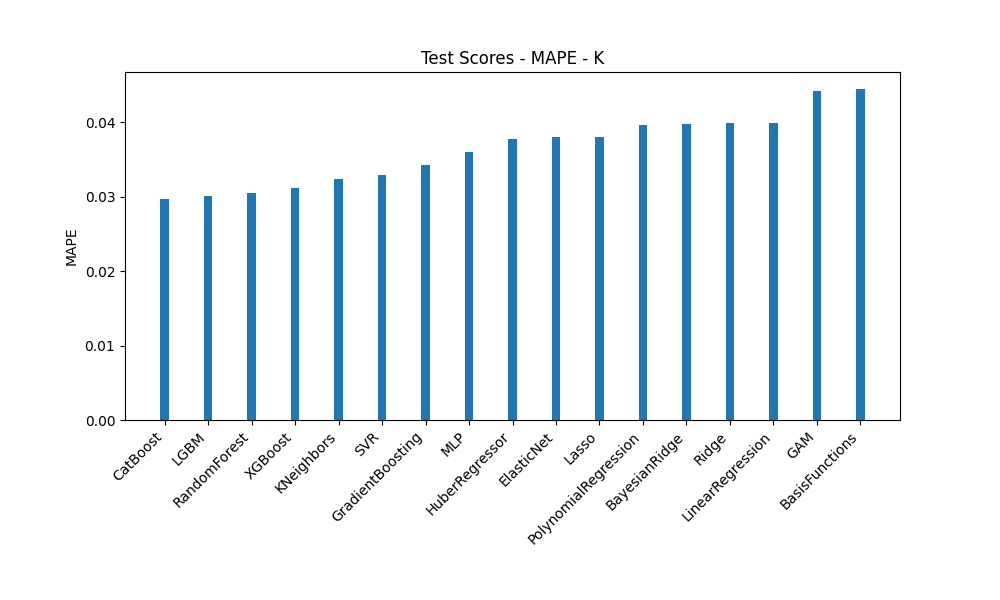 Test Scores - MAPE - K
MAPE
0.04
0.03
0.02
0.01
0.00
CatBoost
LGBM
RandomForest
XGBoost
KNeighbors
SVR
GradientBoosting
MLP
HuberRegressor
ElasticNet
Lasso
PolynomialRegression
BayesianRidge
Ridge
LinearRegression
GAM
BasisFunctions